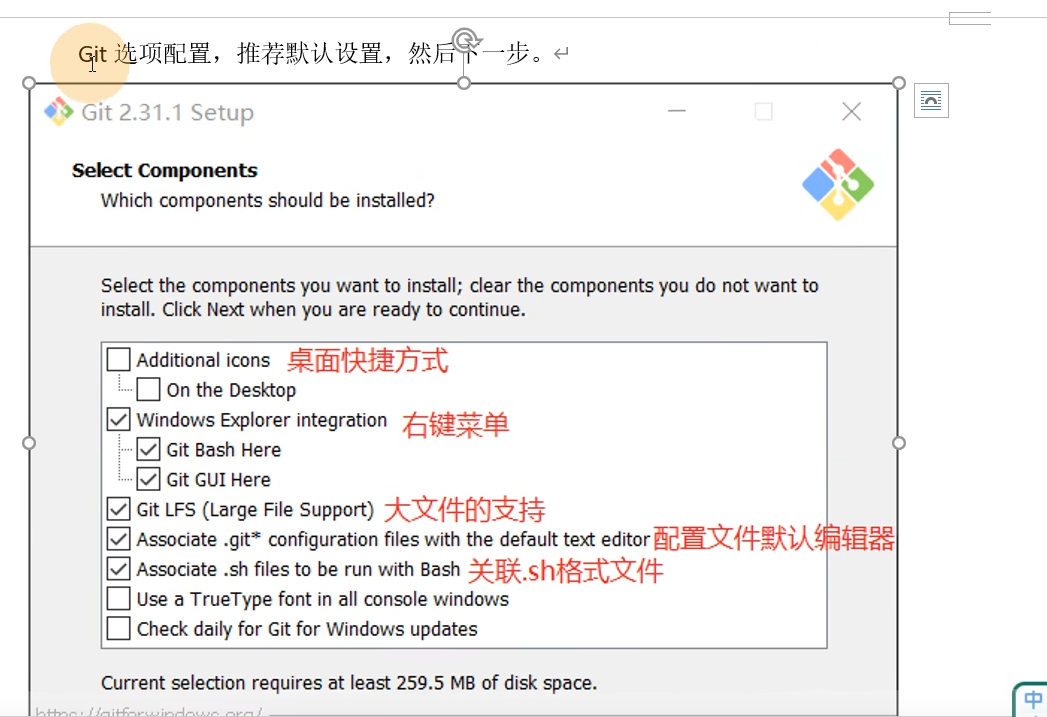 Git 选项配置，推荐默认设置，然后下一步。
Git 2.31.1 Setup
Select Components
Which components should be installed?
Select the components you want to install; clear the components you do not want to
install. Click Next when you are ready to continue.
Additional icons 桌面快捷方式
On the Desktop
Windows Explorer integration 右键菜单
Git Bash Here
Git GUI Here
Git LFS (Large File Support) 大文件的支持
Associate .git* configuration files with the default text editor 配置文件默认编辑器
Associate .sh files to be run with Bash 关联.sh格式文件
Use a TrueType font in all console windows
Check daily for Git for Windows updates
Current selection requires at least 259.5 MB of disk space.
https://gitforwindows.org/
中